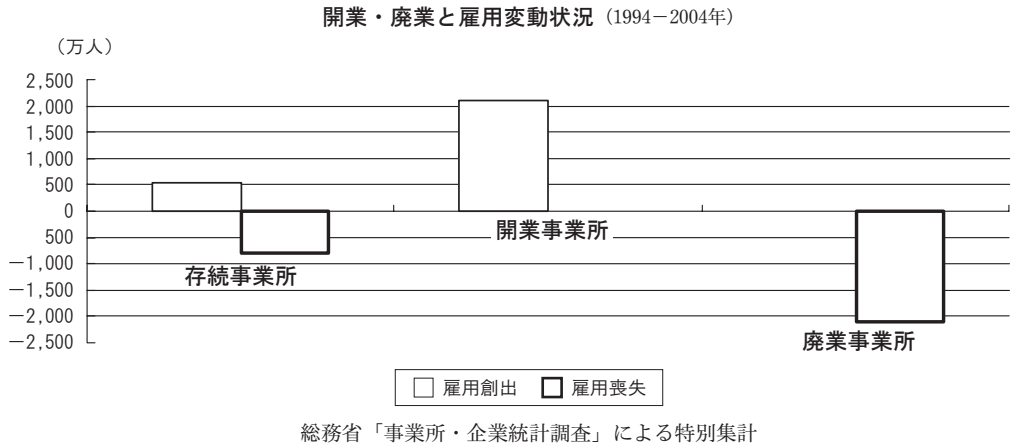 開業・廃業と雇用変動状況（1994－2004年）
（万人）
2,500
2,000
1,500
1,000
500
0
500
－1,000
－1,500
－2,000
－2,500
存続事業所
開業事業所
廃業事業所
雇用創出 雇用喪失
総務省「事業所・企業統計調査」による特別集計